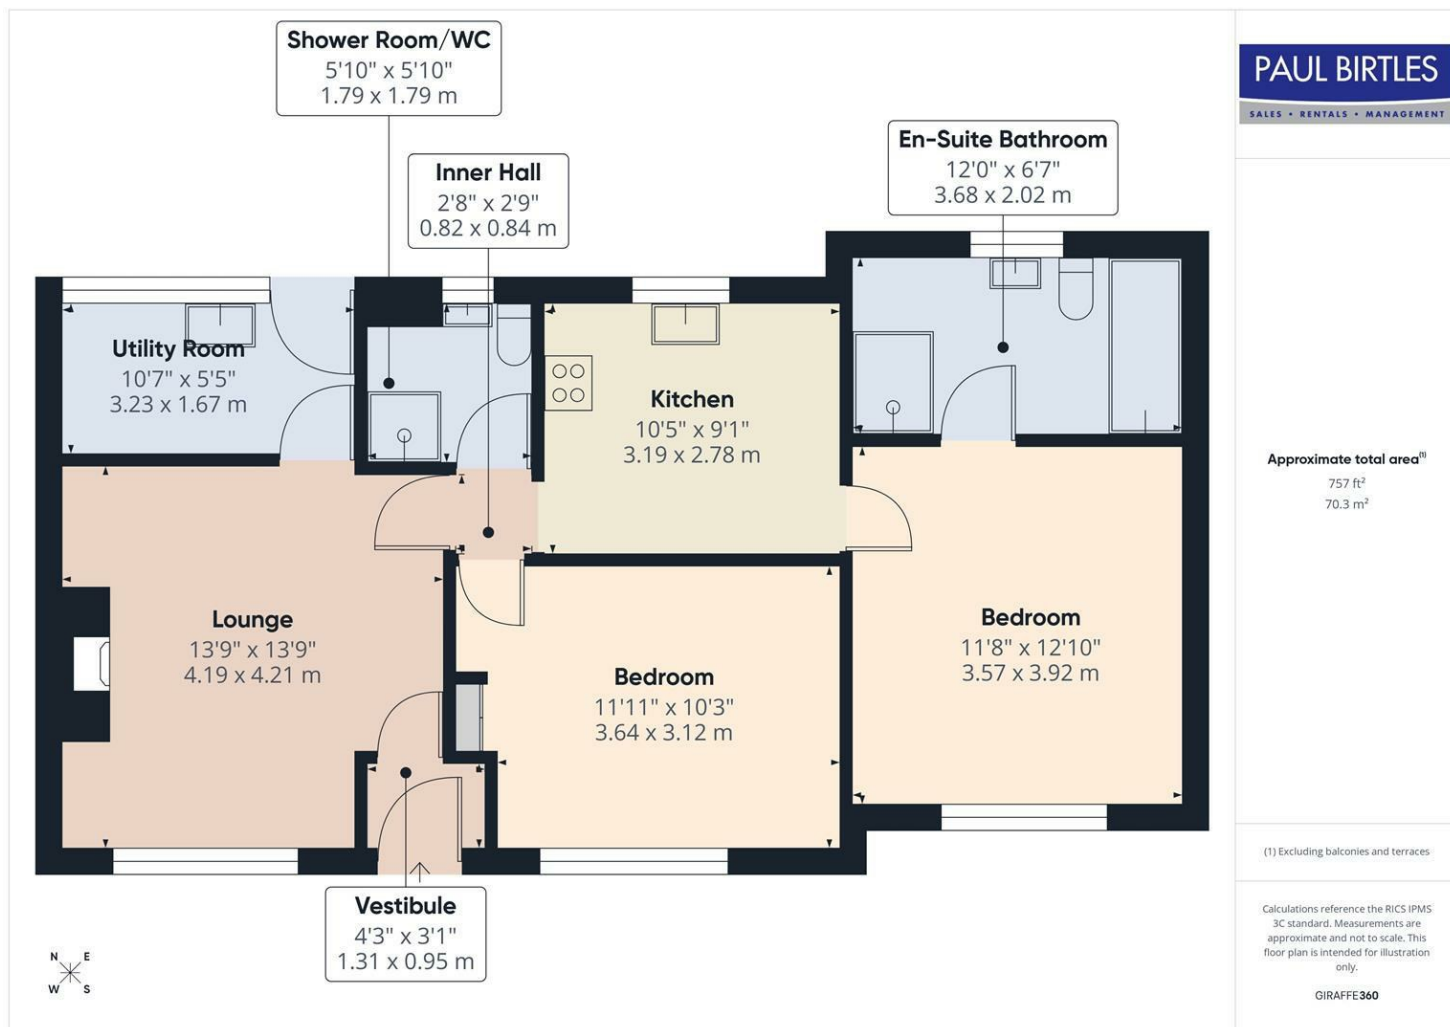 Shower Room/WC
5'10" x 5'10"
1.79 x 1.79 m
Inner Hall
2'8" x 2'9"
0.82 x 0.84 m
En-Suite Bathroom
12'0" x 6'7"
3.68 x 2.02 m
Utility Room
10'7" x 5'5"
3.23 x 1.67 m
Kitchen
10'5" x 9'1"
3.19 x 2.78 m
Lounge
13'9" x 13'9"
4.19 x 4.21 m
Bedroom
11'11" x 10'3"
3.64 x 3.12 m
Bedroom
11'8" x 12'10"
3.57 x 3.92 m
Vestibule
4'3" x 3'1"
1.31 x 0.95 m
N E
W S
PAUL BIRTLES
SALES • RENTALS • MANAGEMENT
Approximate total area⁽¹⁾
757 ft²
70.3 m²
(1) Excluding balconies and terraces
Calculations reference the RICS IPMS
3C standard. Measurements are
approximate and not to scale. This
floor plan is intended for illustration
only.
GIRAFFE360